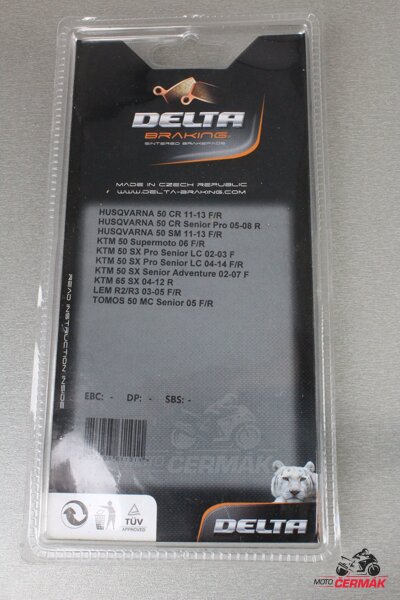 DELTA
BRAKING
SINTERED BRAKEPADS
MADE IN CZECH REPUBLIC
WWW.DELTA-BRAKING.COM
HUSQVARNA 50 CR 11-13 F/R
HUSQVARNA 50 CR Senior Pro 05-08 R
HUSQVARNA 50 SM 11-13 F/R
KTM 50 Supermoto 06 F/R
KTM 50 SX Pro Senior LC 02-03 F
KTM 50 SX Pro Senior LC 04-14 F/R
KTM 50 SX Senior Adventure 02-07 F
KTM 65 SX 04-12 R
LEM R2/R3 03-05 F/R
TOMOS 50 MC Senior 05 F/R
READ INSTRUCTION INSIDE
EBC: - DP: - SBS: -
ČERMÁK
TÜV
APPROVED
DELTA
MOTO
ČERMÁK